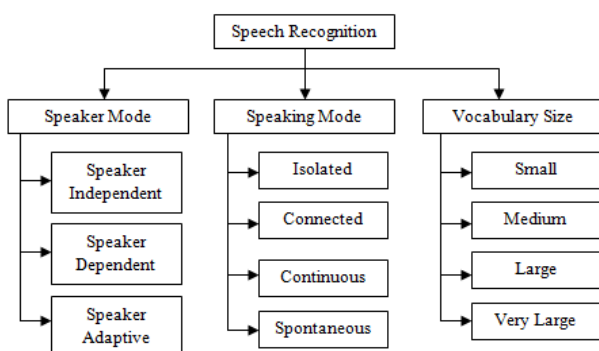 Speech Recognition
Speaker Mode
Speaker
Independent
Speaker
Dependent
Speaker
Adaptive
Speaking Mode
Isolated
Connected
Continuous
Spontaneous
Vocabulary Size
Small
Medium
Large
Very Large